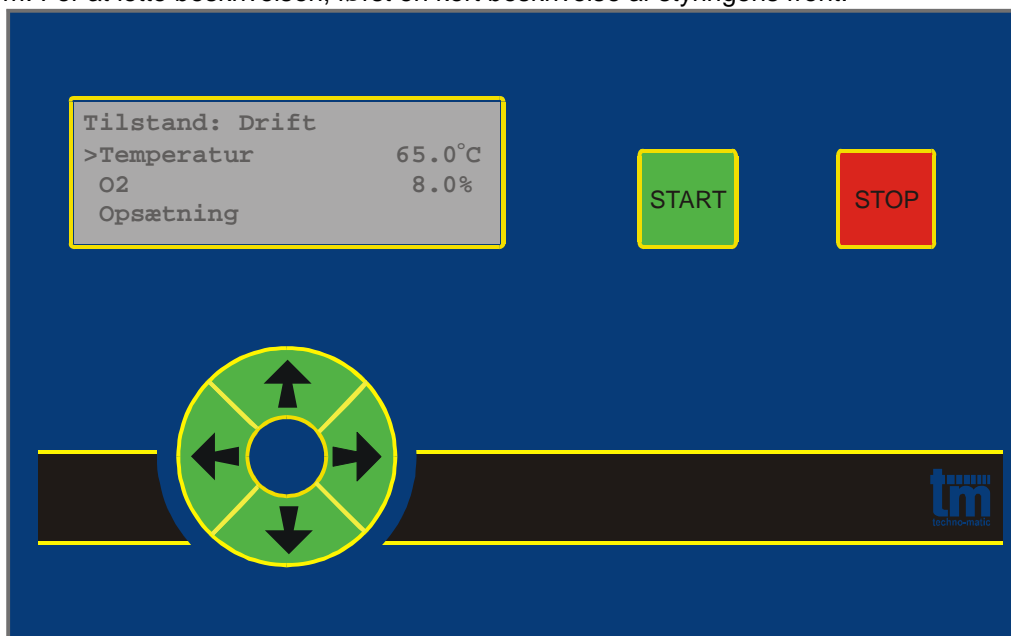 Tilstand: Drift
>Temperatur 65.0°C
O2 8.0%
Opsætning
START
STOP
tm
techno-matic